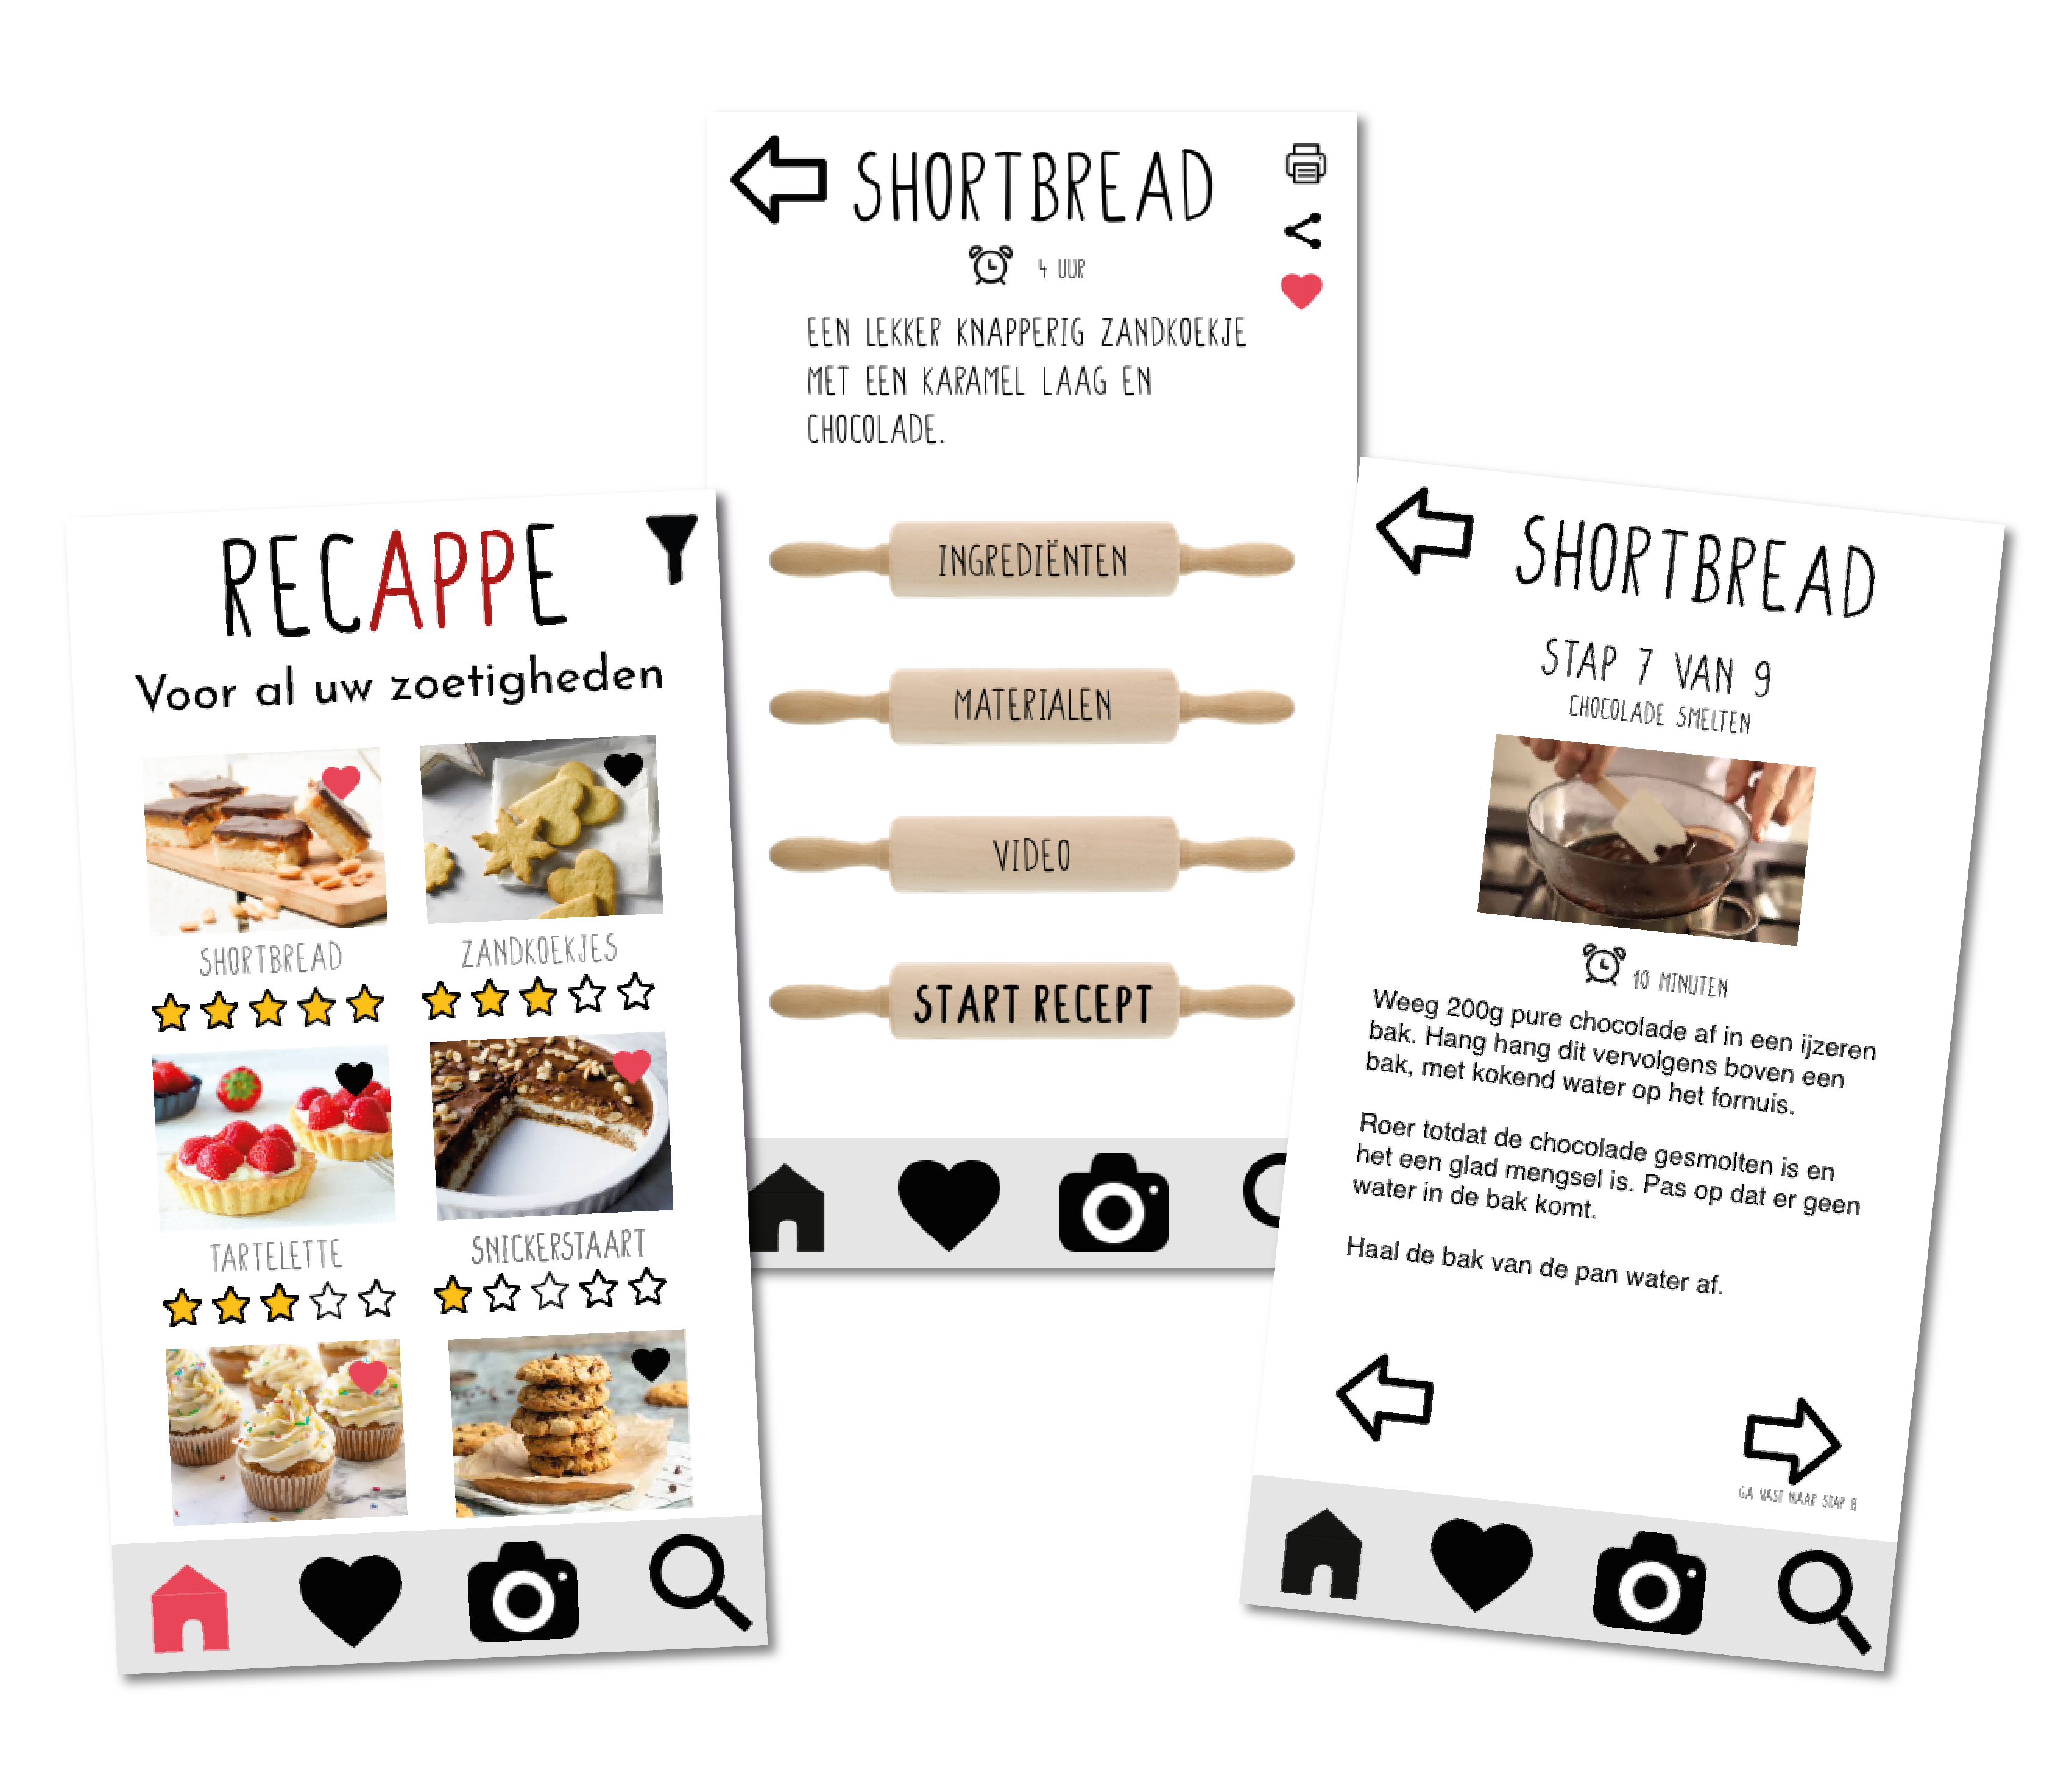 RECAPPE
Voor al uw zoetigheden
SHORTBREAD
ZANDKOEKJES
TARTELETTE
SNICKERSTAART
SHORTBREAD
4 UUR
EEN LEKKER KNAPPERIG ZANDKOEKJE
MET EEN KARAMEL LAAG EN
CHOCOLADE.
INGREDIËNTEN
MATERIALEN
VIDEO
START RECEPT
SHORTBREAD
STAP 7 VAN 9
CHOCOLADE SMELTEN
10 MINUTEN
Weeg 200g pure chocolade af in een ijzeren
bak. Hang hang dit vervolgens boven een
bak, met kokend water op het fornuis.
Roer totdat de chocolade gesmolten is en
het een glad mengsel is. Pas op dat er geen
water in de bak komt.
Haal de bak van de pan water af.
GA VAST NAAR STAP 8